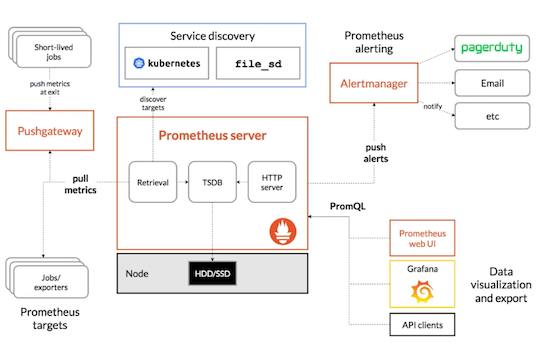 Short-lived
jobs
push metrics
at exit
Pushgateway
pull
metrics
Jobs/
exporters
Prometheus
targets
Service discovery
kubernetes
file_sd
discover
targets
Prometheus server
Retrieval
TSDB
HTTP
server
Node
HDD/SSD
Prometheus
alerting
Alertmanager
pagerduty
Email
etc
notify
push
alerts
PromQL
Prometheus
web UI
Grafana
API clients
Data
visualization
and export